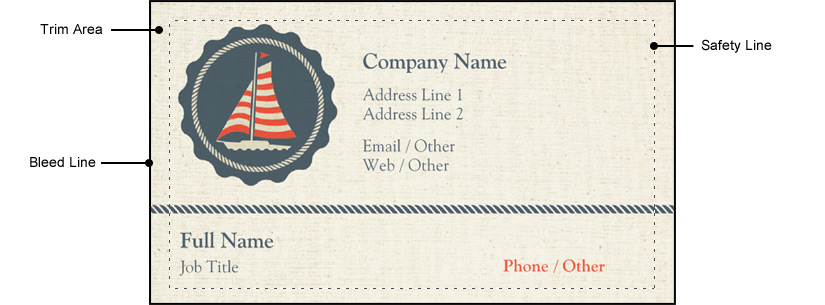 Trim Area
Safety Line
Company Name
Address Line 1
Address Line 2
Email / Other
Web / Other
Bleed Line
Full Name
Job Title
Phone / Other